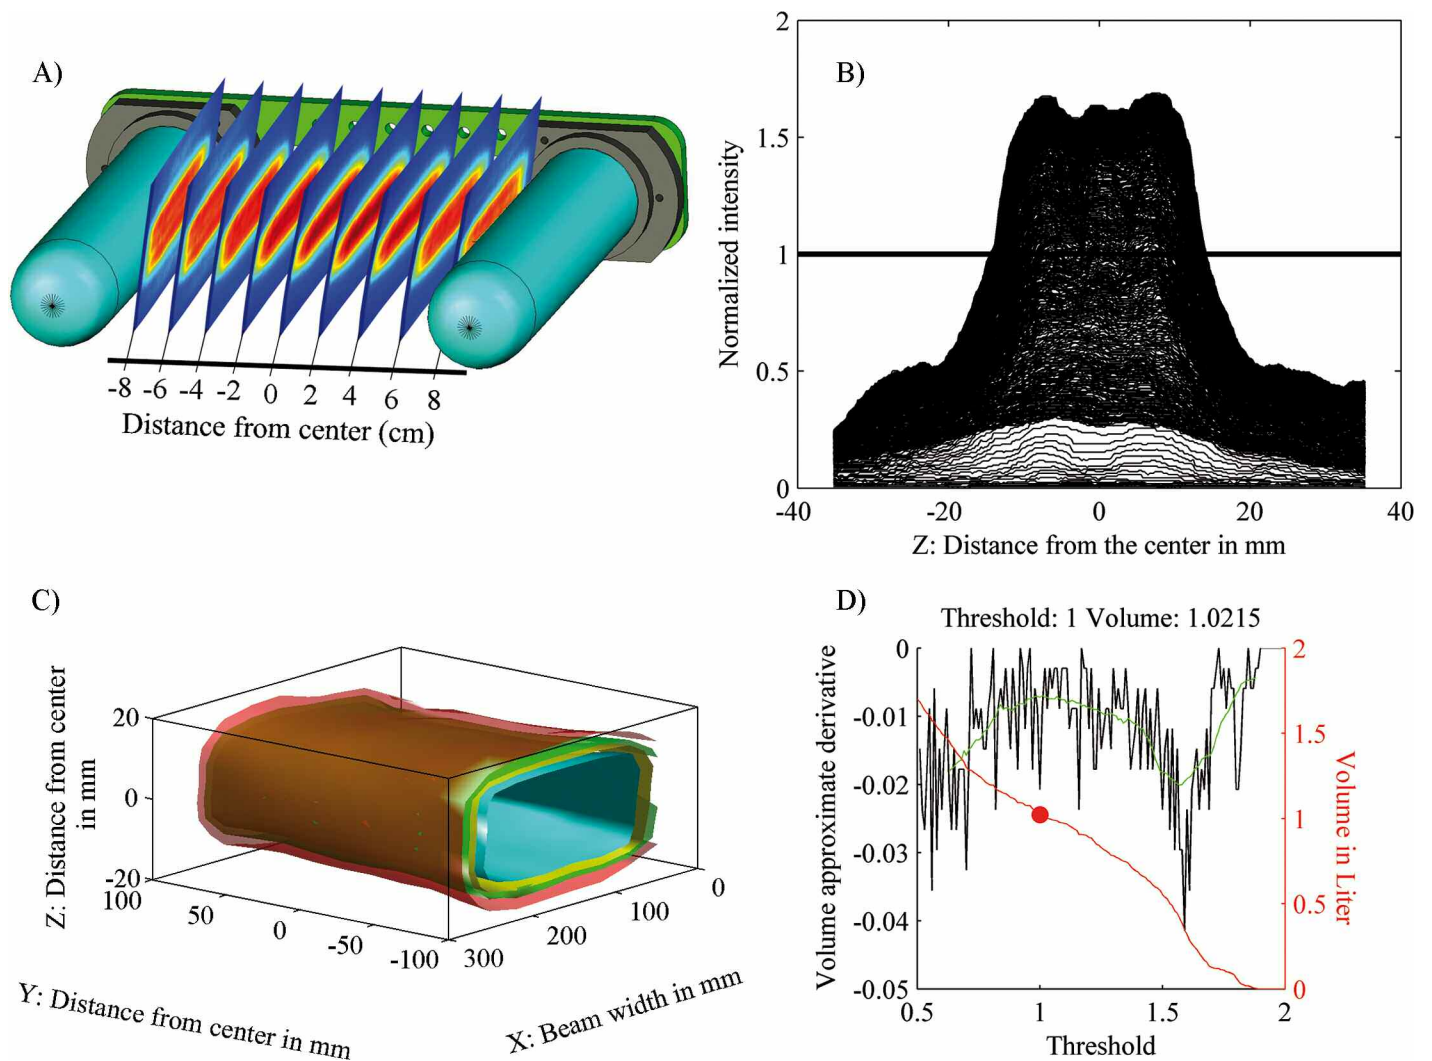 A)
-8 -6 -4 -2 0 2 4 6 8
Distance from center (cm)
B)
2
1.5
1
0.5
0
Normalized intensity
-40 -20 0 20 40
Z: Distance from the center in mm
C)
Z: Distance from center
in mm
20
0
-20
100 50 0 -50 -100
Y: Distance from center in mm
300 200 100 0
X: Beam width in mm
D)
Threshold: 1 Volume: 1.0215
0
-0.01
-0.02
-0.03
-0.04
-0.05
Volume approximate derivative
2
1.5
1
0.5
0
Volume in Liter
0.5 1 1.5 2
Threshold